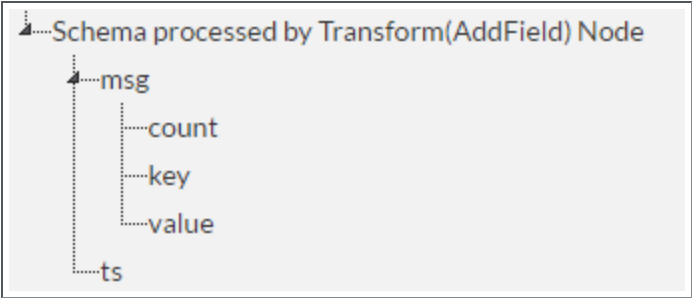 Schema processed by Transform(AddField) Node
msg
count
key
value
ts